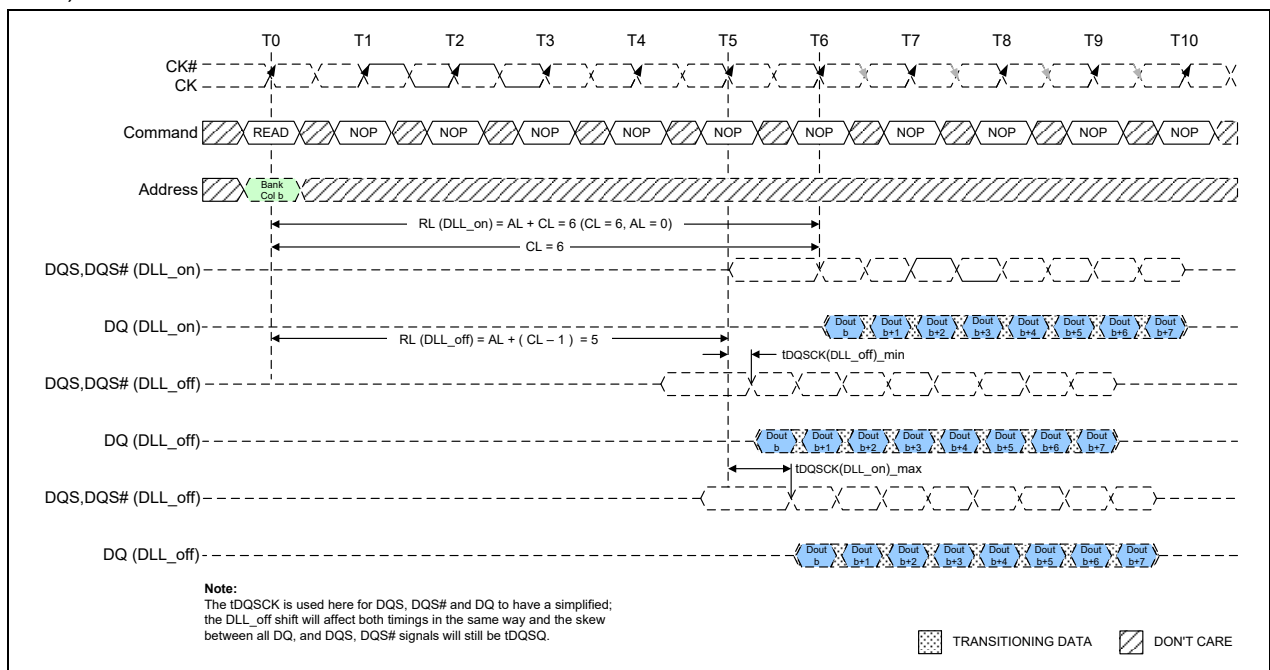 T0 T1 T2 T3 T4 T5 T6 T7 T8 T9 T10
CK#
CK
Command READ NOP NOP NOP NOP NOP NOP NOP NOP NOP NOP
Address Bank
Col b
RL (DLL_on) = AL + CL = 6 (CL = 6, AL = 0)
CL = 6
DQS,DQS# (DLL_on)
DQ (DLL_on) Dout Dout Dout Dout Dout Dout Dout Dout
b b+1 b+2 b+3 b+4 b+5 b+6 b+7
RL (DLL_off) = AL + ( CL – 1 ) = 5
tDQSCK(DLL_off)_min
DQS,DQS# (DLL_off)
DQ (DLL_off) Dout Dout Dout Dout Dout Dout Dout Dout
b b+1 b+2 b+3 b+4 b+5 b+6 b+7
tDQSCK(DLL_on)_max
DQS,DQS# (DLL_off)
DQ (DLL_off) Dout Dout Dout Dout Dout Dout Dout Dout
b b+1 b+2 b+3 b+4 b+5 b+6 b+7
Note:
The tDQSCK is used here for DQS, DQS# and DQ to have a simplified;
the DLL_off shift will affect both timings in the same way and the skew
between all DQ, and DQS, DQS# signals will still be tDQSQ.
TRANSITIONING DATA DON'T CARE